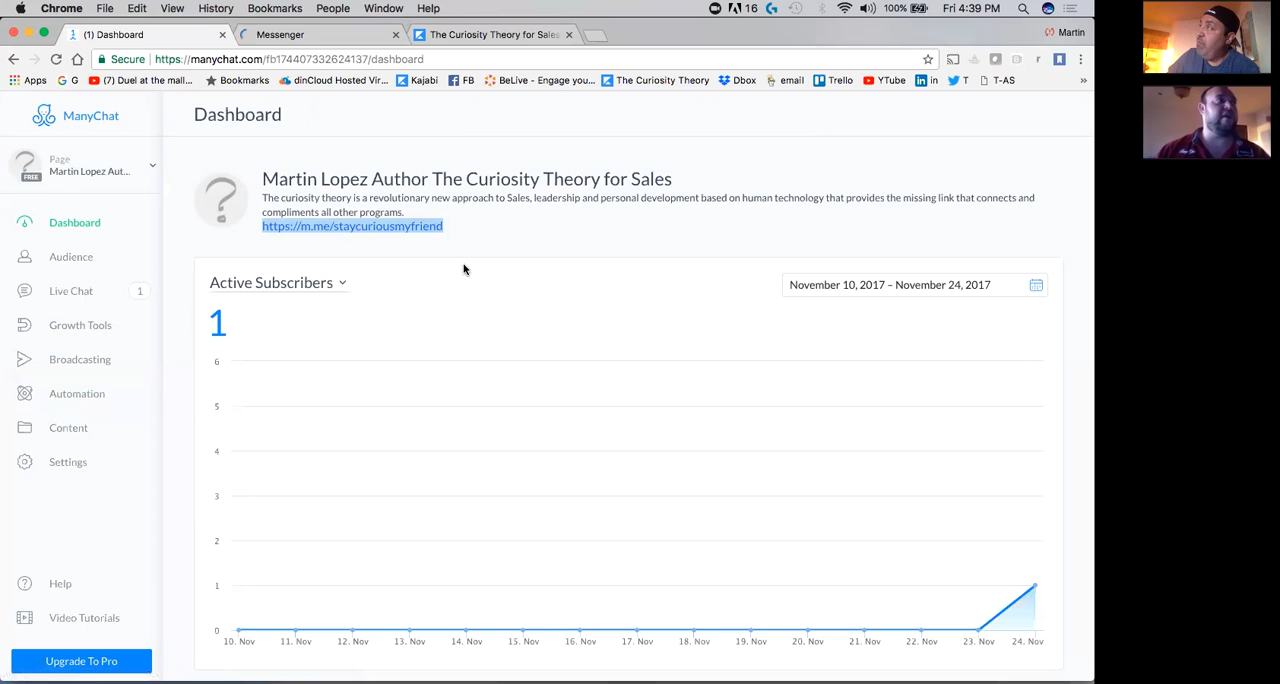 Chrome File Edit View History Bookmarks People Window Help 16 100% Fri 4:39 PM
(1) Dashboard Messenger The Curiosity Theory for Sales Martin
Secure https://manychat.com/fb174407332624137/dashboard
Apps G (7) Duel at the mall... Bookmarks dinCloud Hosted Vir... Kajabi FB BeLive - Engage you... The Curiosity Theory Dbox email Trello YTube in T T-AS »
ManyChat
Dashboard
Page
Martin Lopez Aut...
FREE
Dashboard
Audience
Live Chat 1
Growth Tools
Broadcasting
Automation
Content
Settings
Help
Video Tutorials
Upgrade To Pro
Martin Lopez Author The Curiosity Theory for Sales
The curiosity theory is a revolutionary new approach to Sales, leadership and personal development based on human technology that provides the missing link that connects and
compliments all other programs.
https://m.me/staycuriousmyfriend
Active Subscribers
November 10, 2017 – November 24, 2017
1
6
5
4
3
2
1
0
10. Nov 11. Nov 12. Nov 13. Nov 14. Nov 15. Nov 16. Nov 17. Nov 18. Nov 19. Nov 20. Nov 21. Nov 22. Nov 23. Nov 24. Nov